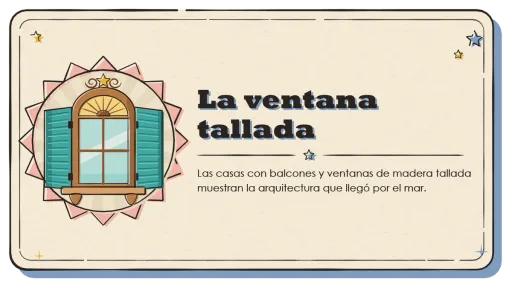 La ventana
tallada
Las casas con balcones y ventanas de madera tallada
muestran la arquitectura que llegó por el mar.